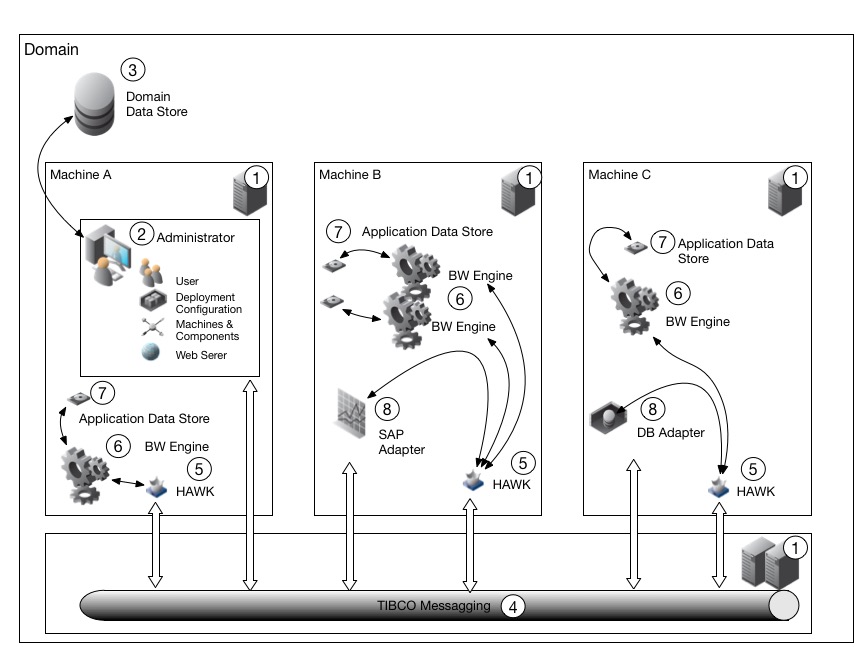 Domain
3
Domain
Data Store
Machine A
1
2
Administrator
User
Deployment
Configuration
Machines &
Components
Web Serer
7
Application Data Store
6
BW Engine
5
HAWK
Machine B
1
7
Application Data Store
BW Engine
6
BW Engine
8
SAP
Adapter
5
HAWK
Machine C
1
7
Application Data
Store
6
BW Engine
8
DB Adapter
5
HAWK
1
TIBCO Messagging
4